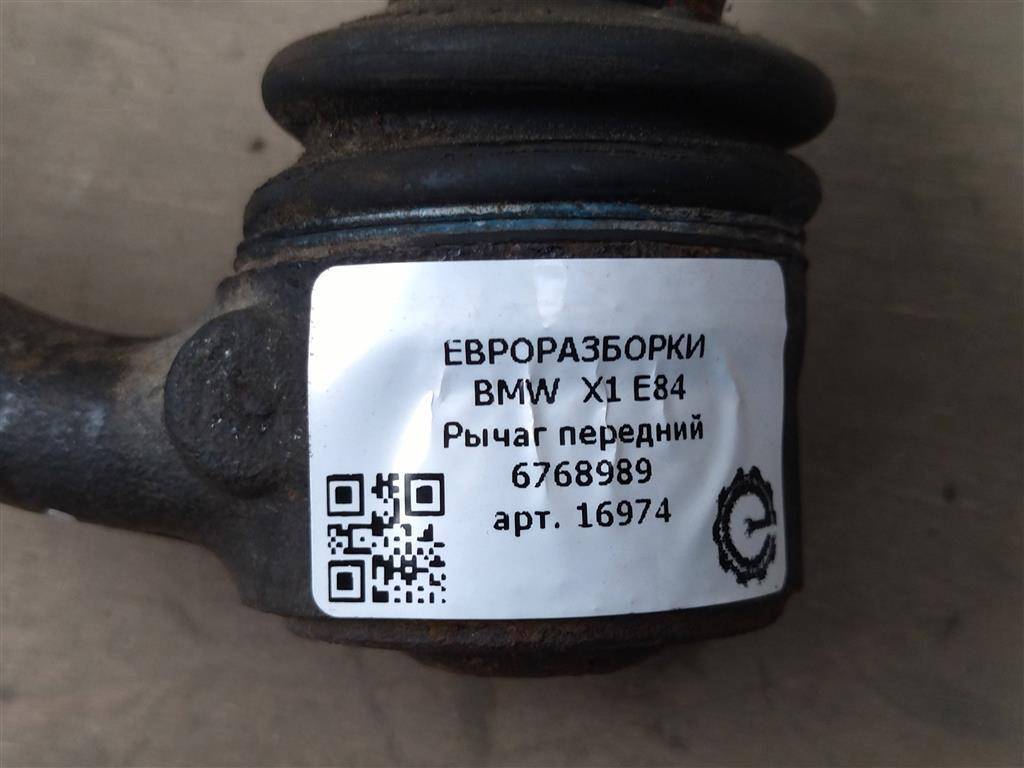 ЕВРОРАЗБОРКИ
BMW X1 E84
Рычаг передний
6768989
арт. 16974